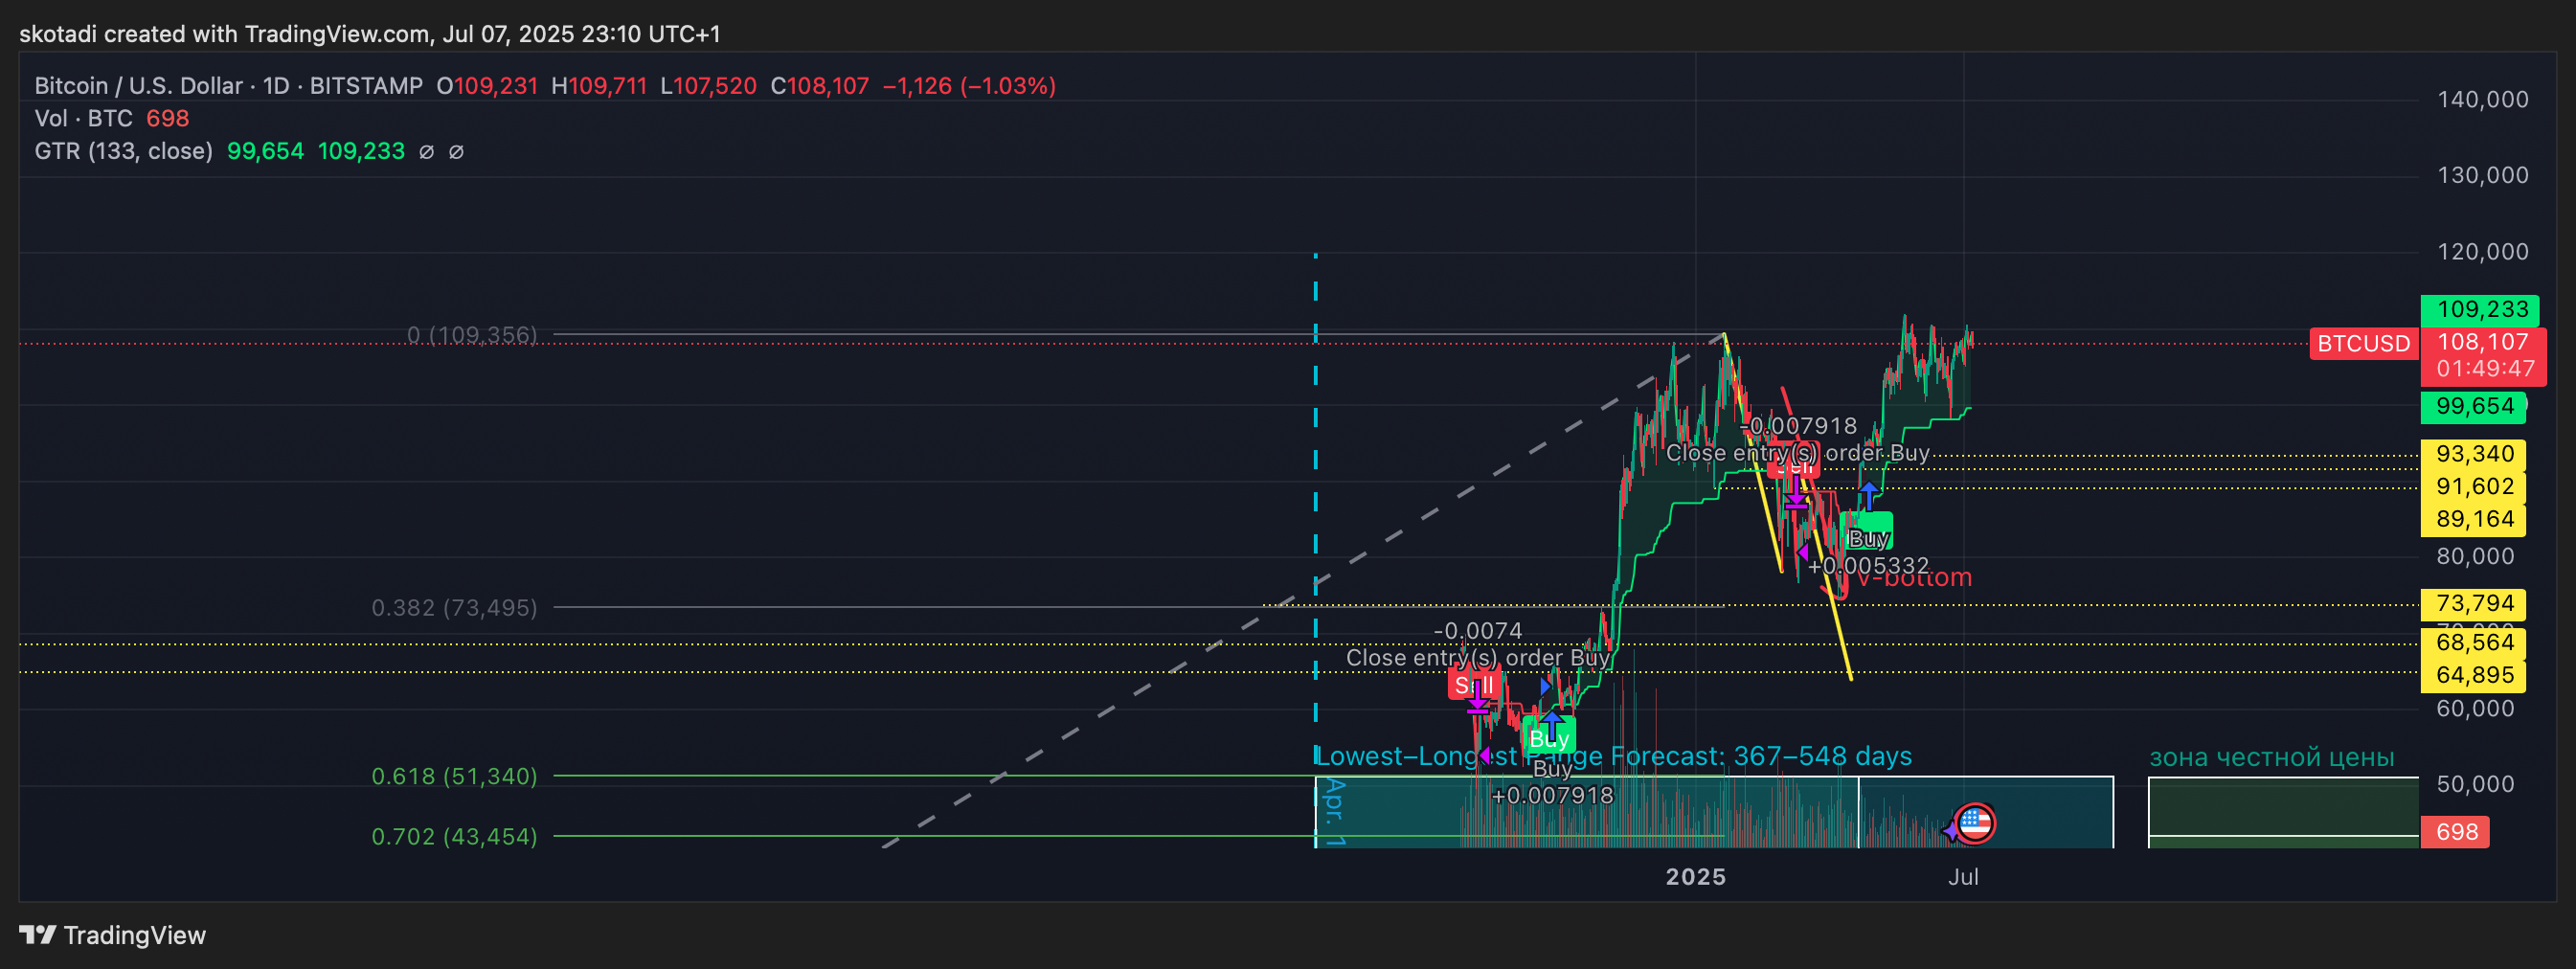 skotadi created with TradingView.com, Jul 07, 2025 23:10 UTC+1
Bitcoin / U.S. Dollar · 1D · BITSTAMP O109,231 H109,711 L107,520 C108,107 −1,126 (−1.03%)
Vol · BTC 698
GTR (133, close) 99,654 109,233 ∅ ∅
140,000
130,000
120,000
109,233
0 (109,356)
BTCUSD 108,107
01:49:47
99,654
-0.007918
Close entry(s) order Buy
Sell
93,340
91,602
89,164
Buy
80,000
+0.005332
V-bottom
0.382 (73,495)
73,794
-0.0074
68,564
Close entry(s) order Buy
Sell
64,895
60,000
Buy
Lowest–Longest Range Forecast: 367–548 days
зона честной цены
Buy
0.618 (51,340)
50,000
+0.007918
Apr. 1
0.702 (43,454)
698
2025
Jul
TradingView